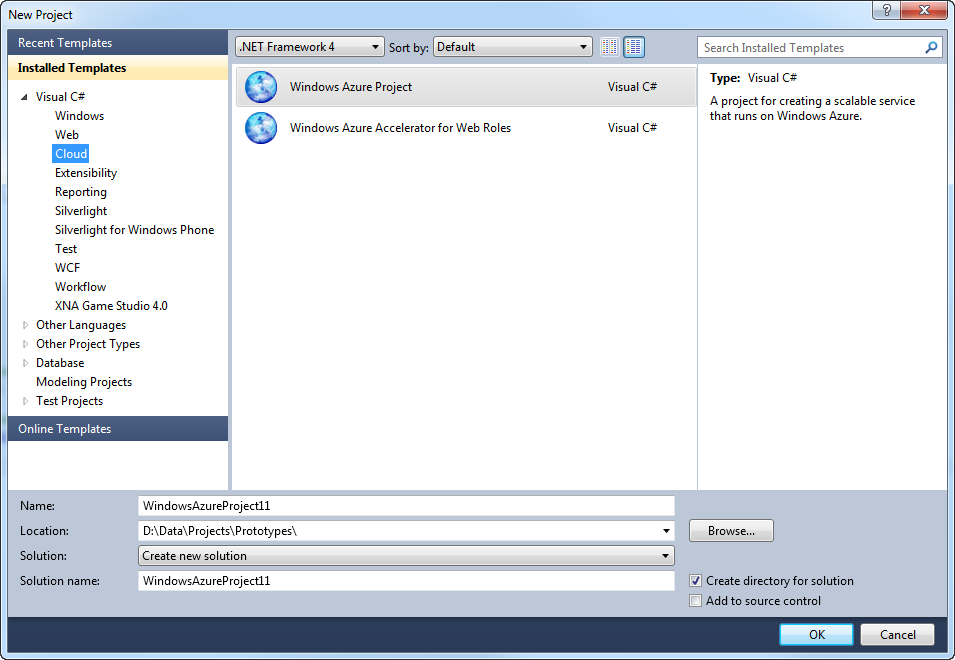 New Project
?
Recent Templates
.NET Framework 4 Sort by: Default Search Installed Templates
Installed Templates
Visual C#
Windows
Web
Cloud
Extensibility
Reporting
Silverlight
Silverlight for Windows Phone
Test
WCF
Workflow
XNA Game Studio 4.0
Other Languages
Other Project Types
Database
Modeling Projects
Test Projects
Online Templates
Windows Azure Project Visual C#
Windows Azure Accelerator for Web Roles Visual C#
Type: Visual C#
A project for creating a scalable service
that runs on Windows Azure.
Name: WindowsAzureProject11
Location: D:\Data\Projects\Prototypes\ Browse...
Solution: Create new solution
Solution name: WindowsAzureProject11
Create directory for solution
Add to source control
OK Cancel